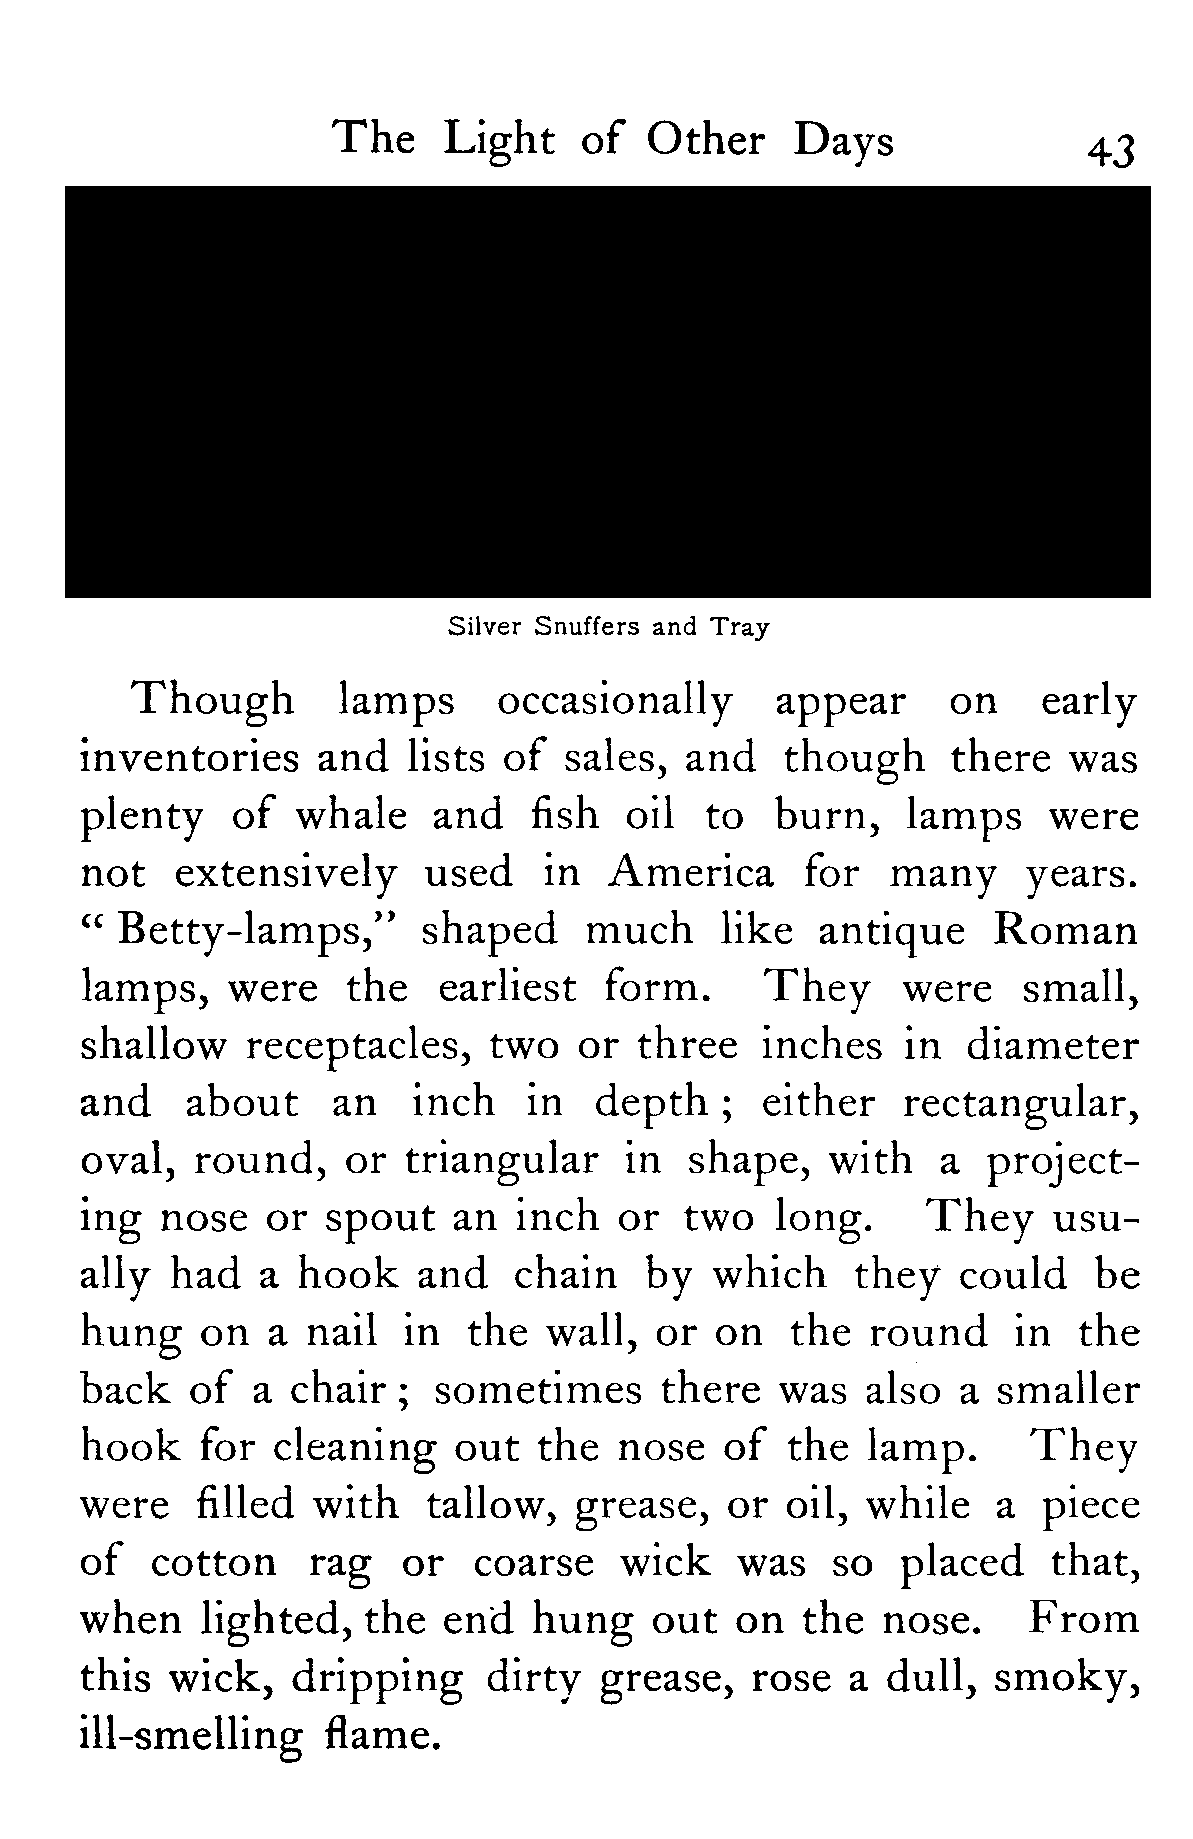 The Light of Other Days 43
Silver Snuffers and Tray
Though lamps occasionally appear on early
inventories and lists of sales, and though there was
plenty of whale and fish oil to burn, lamps were
not extensively used in America for many years.
“ Betty-lamps,” shaped much like antique Roman
lamps, were the earliest form. They were small,
shallow receptacles, two or three inches in diameter
and about an inch in depth ; either rectangular,
oval, round, or triangular in shape, with a project-
ing nose or spout an inch or two long. They usu-
ally had a hook and chain by which they could be
hung on a nail in the wall, or on the round in the
back of a chair ; sometimes there was also a smaller
hook for cleaning out the nose of the lamp. They
were filled with tallow, grease, or oil, while a piece
of cotton rag or coarse wick was so placed that,
when lighted, the end hung out on the nose. From
this wick, dripping dirty grease, rose a dull, smoky,
ill-smelling flame.